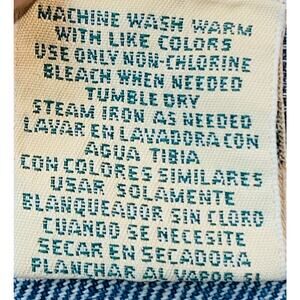 MACHINE WASH WARM
WITH LIKE COLORS
USE ONLY NON-CHLORINE
BLEACH WHEN NEEDED
TUMBLE DRY
STEAM IRON AS NEEDED
LAVAR EN LAVADORA CON
AGUA TIBIA
CON COLORES SIMILARES
USAR SOLAMENTE
BLANQUEADOR SIN CLORO
CUANDO SE NECESITE
SECAR EN SECADORA
PLANCHAR AL VAPOR SI